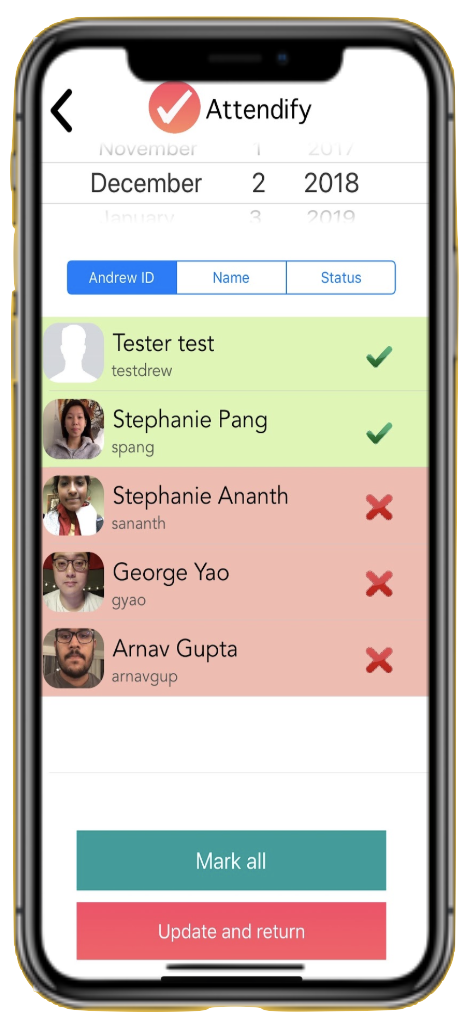 Attendify
November 1 2017
December 2 2018
January 3 2019
Andrew ID Name Status
Tester test
testdrew
Stephanie Pang
spang
Stephanie Ananth
sananth
George Yao
gyao
Arnav Gupta
arnavgup
Mark all
Update and return